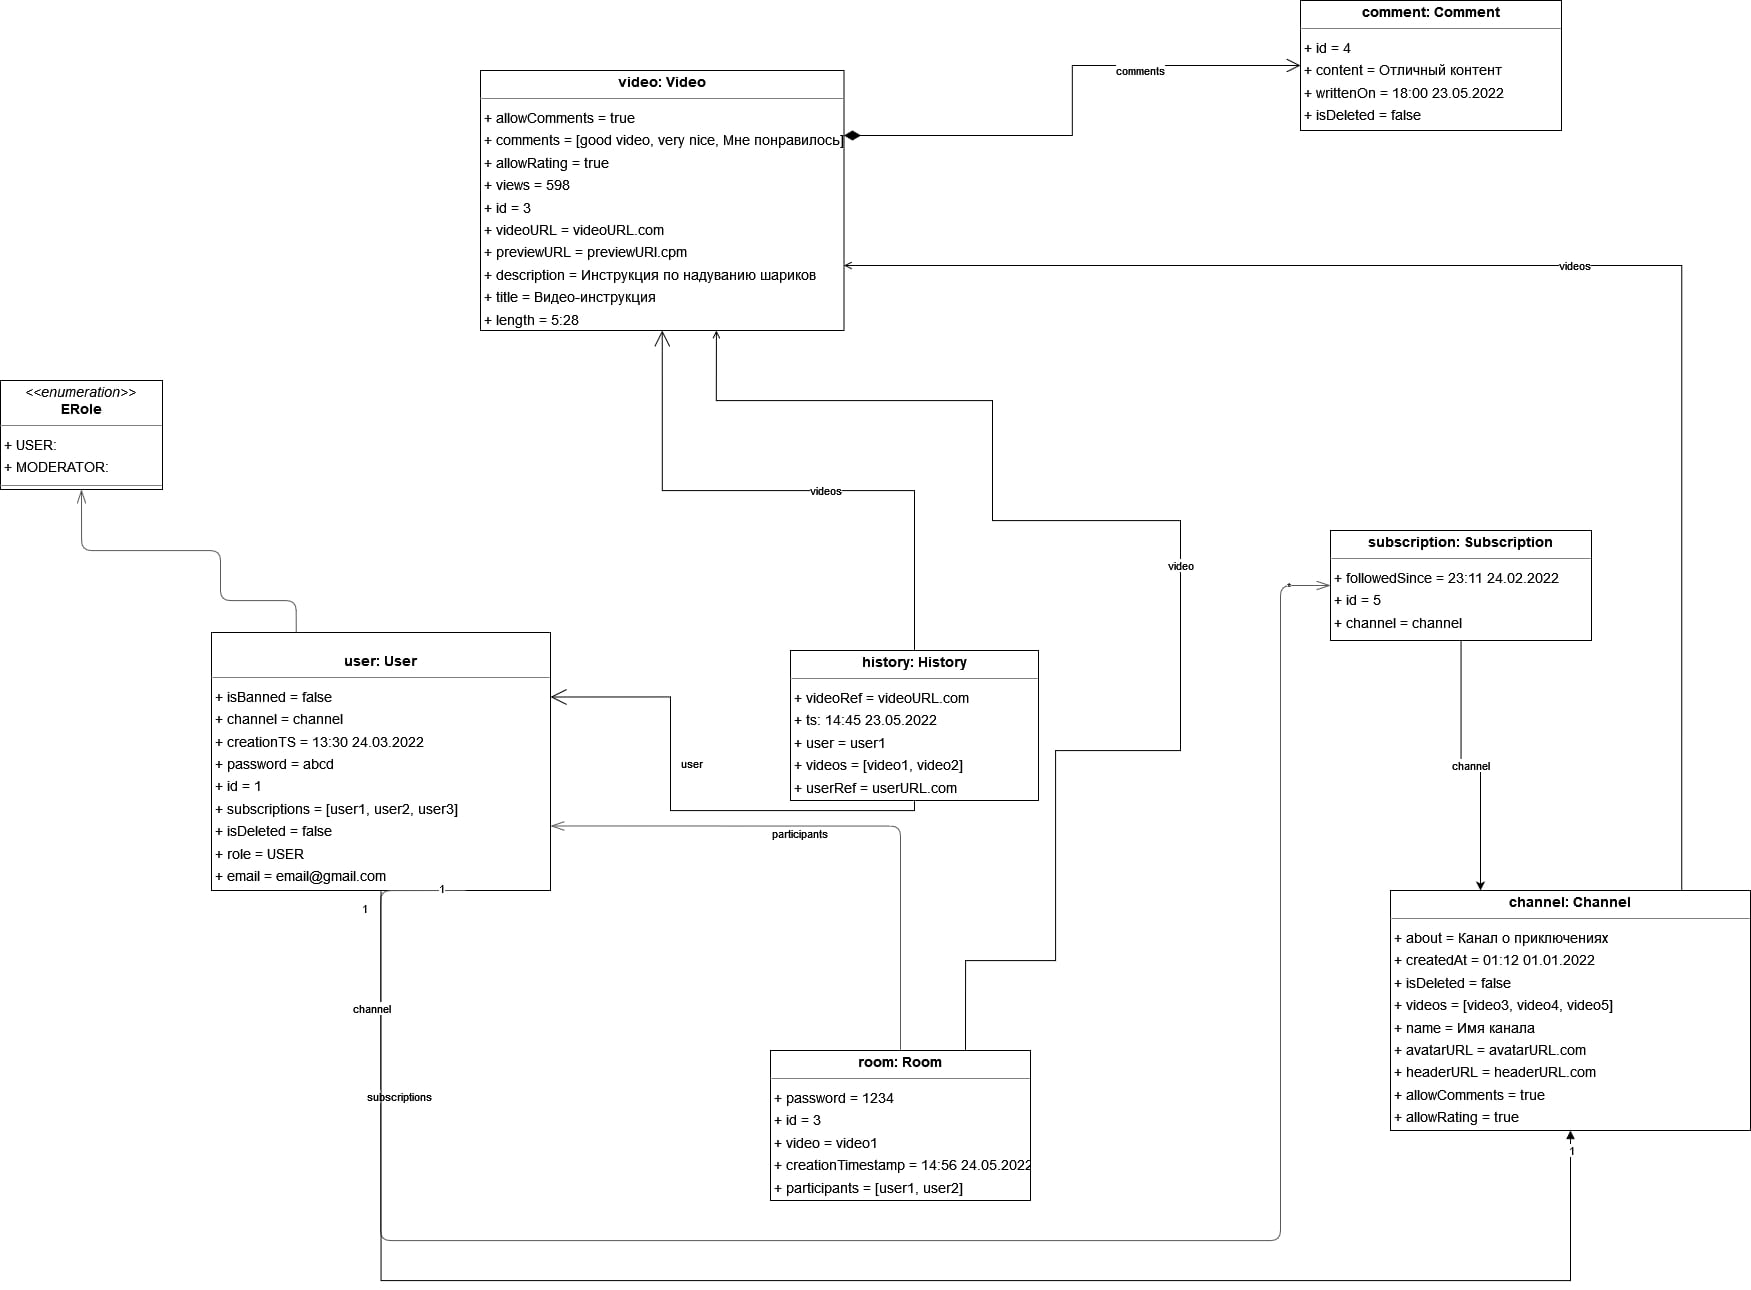 comment: Comment
+ id = 4
+ content = Отличный контент
+ writtenOn = 18:00 23.05.2022
+ isDeleted = false
comments
video: Video
+ allowComments = true
+ comments = [good video, very nice, Мне понравилось]
+ allowRating = true
+ views = 598
+ id = 3
+ videoURL = videoURL.com
+ previewURL = previewURl.cpm
+ description = Инструкция по надуванию шариков
+ title = Видео-инструкция
+ length = 5:28
videos
<<enumeration>>
ERole
+ USER:
+ MODERATOR:
videos
video
subscription: Subscription
+ followedSince = 23:11 24.02.2022
+ id = 5
+ channel = channel
*
user: User
+ isBanned = false
+ channel = channel
+ creationTS = 13:30 24.03.2022
+ password = abcd
+ id = 1
+ subscriptions = [user1, user2, user3]
+ isDeleted = false
+ role = USER
+ email = email@gmail.com
history: History
+ videoRef = videoURL.com
+ ts: 14:45 23.05.2022
+ user = user1
+ videos = [video1, video2]
+ userRef = userURL.com
user
channel
participants
1
1
channel: Channel
+ about = Канал о приключениях
+ createdAt = 01:12 01.01.2022
+ isDeleted = false
+ videos = [video3, video4, video5]
+ name = Имя канала
+ avatarURL = avatarURL.com
+ headerURL = headerURL.com
+ allowComments = true
+ allowRating = true
channel
subscriptions
room: Room
+ password = 1234
+ id = 3
+ video = video1
+ creationTimestamp = 14:56 24.05.2022
+ participants = [user1, user2]
1